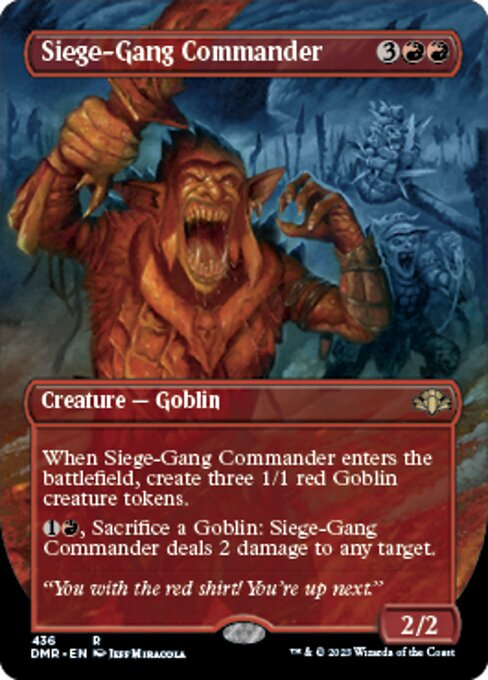 Siege-Gang Commander 3
Creature — Goblin
When Siege-Gang Commander enters the
battlefield, create three 1/1 red Goblin
creature tokens.
1, Sacrifice a Goblin: Siege-Gang
Commander deals 2 damage to any target.
“You with the red shirt! You’re up next.”
2/2
436 R
DMR • EN Jeff Miracola
™ & © 2023 Wizards of the Coast